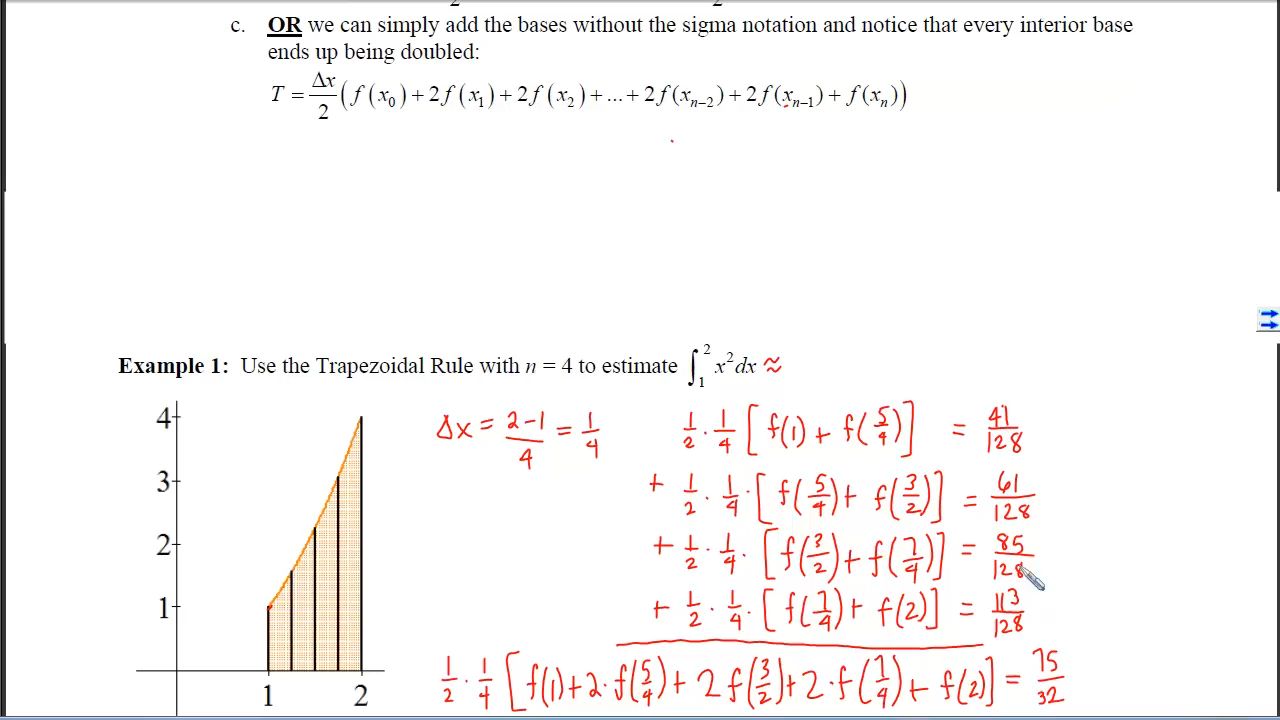 c. OR we can simply add the bases without the sigma notation and notice that every interior base
ends up being doubled:
T = Δx/2 (f(x₀) + 2f(x₁) + 2f(x₂) + ... + 2f(xₙ₋₂) + 2f(xₙ₋₁) + f(xₙ))
Example 1: Use the Trapezoidal Rule with n = 4 to estimate ∫₁² x² dx ≈
4
3
2
1
1 2
Δx = 2-1/4 = 1/4
1/2 · 1/4 [f(1) + f(5/4)] = 41/128
+ 1/2 · 1/4 · [f(5/4) + f(3/2)] = 61/128
+ 1/2 · 1/4 · [f(3/2) + f(7/4)] = 85/128
+ 1/2 · 1/4 · [f(7/4) + f(2)] = 113/128
1/2 · 1/4 [f(1) + 2 · f(5/4) + 2 f(3/2) + 2 · f(7/4) + f(2)] = 75/32